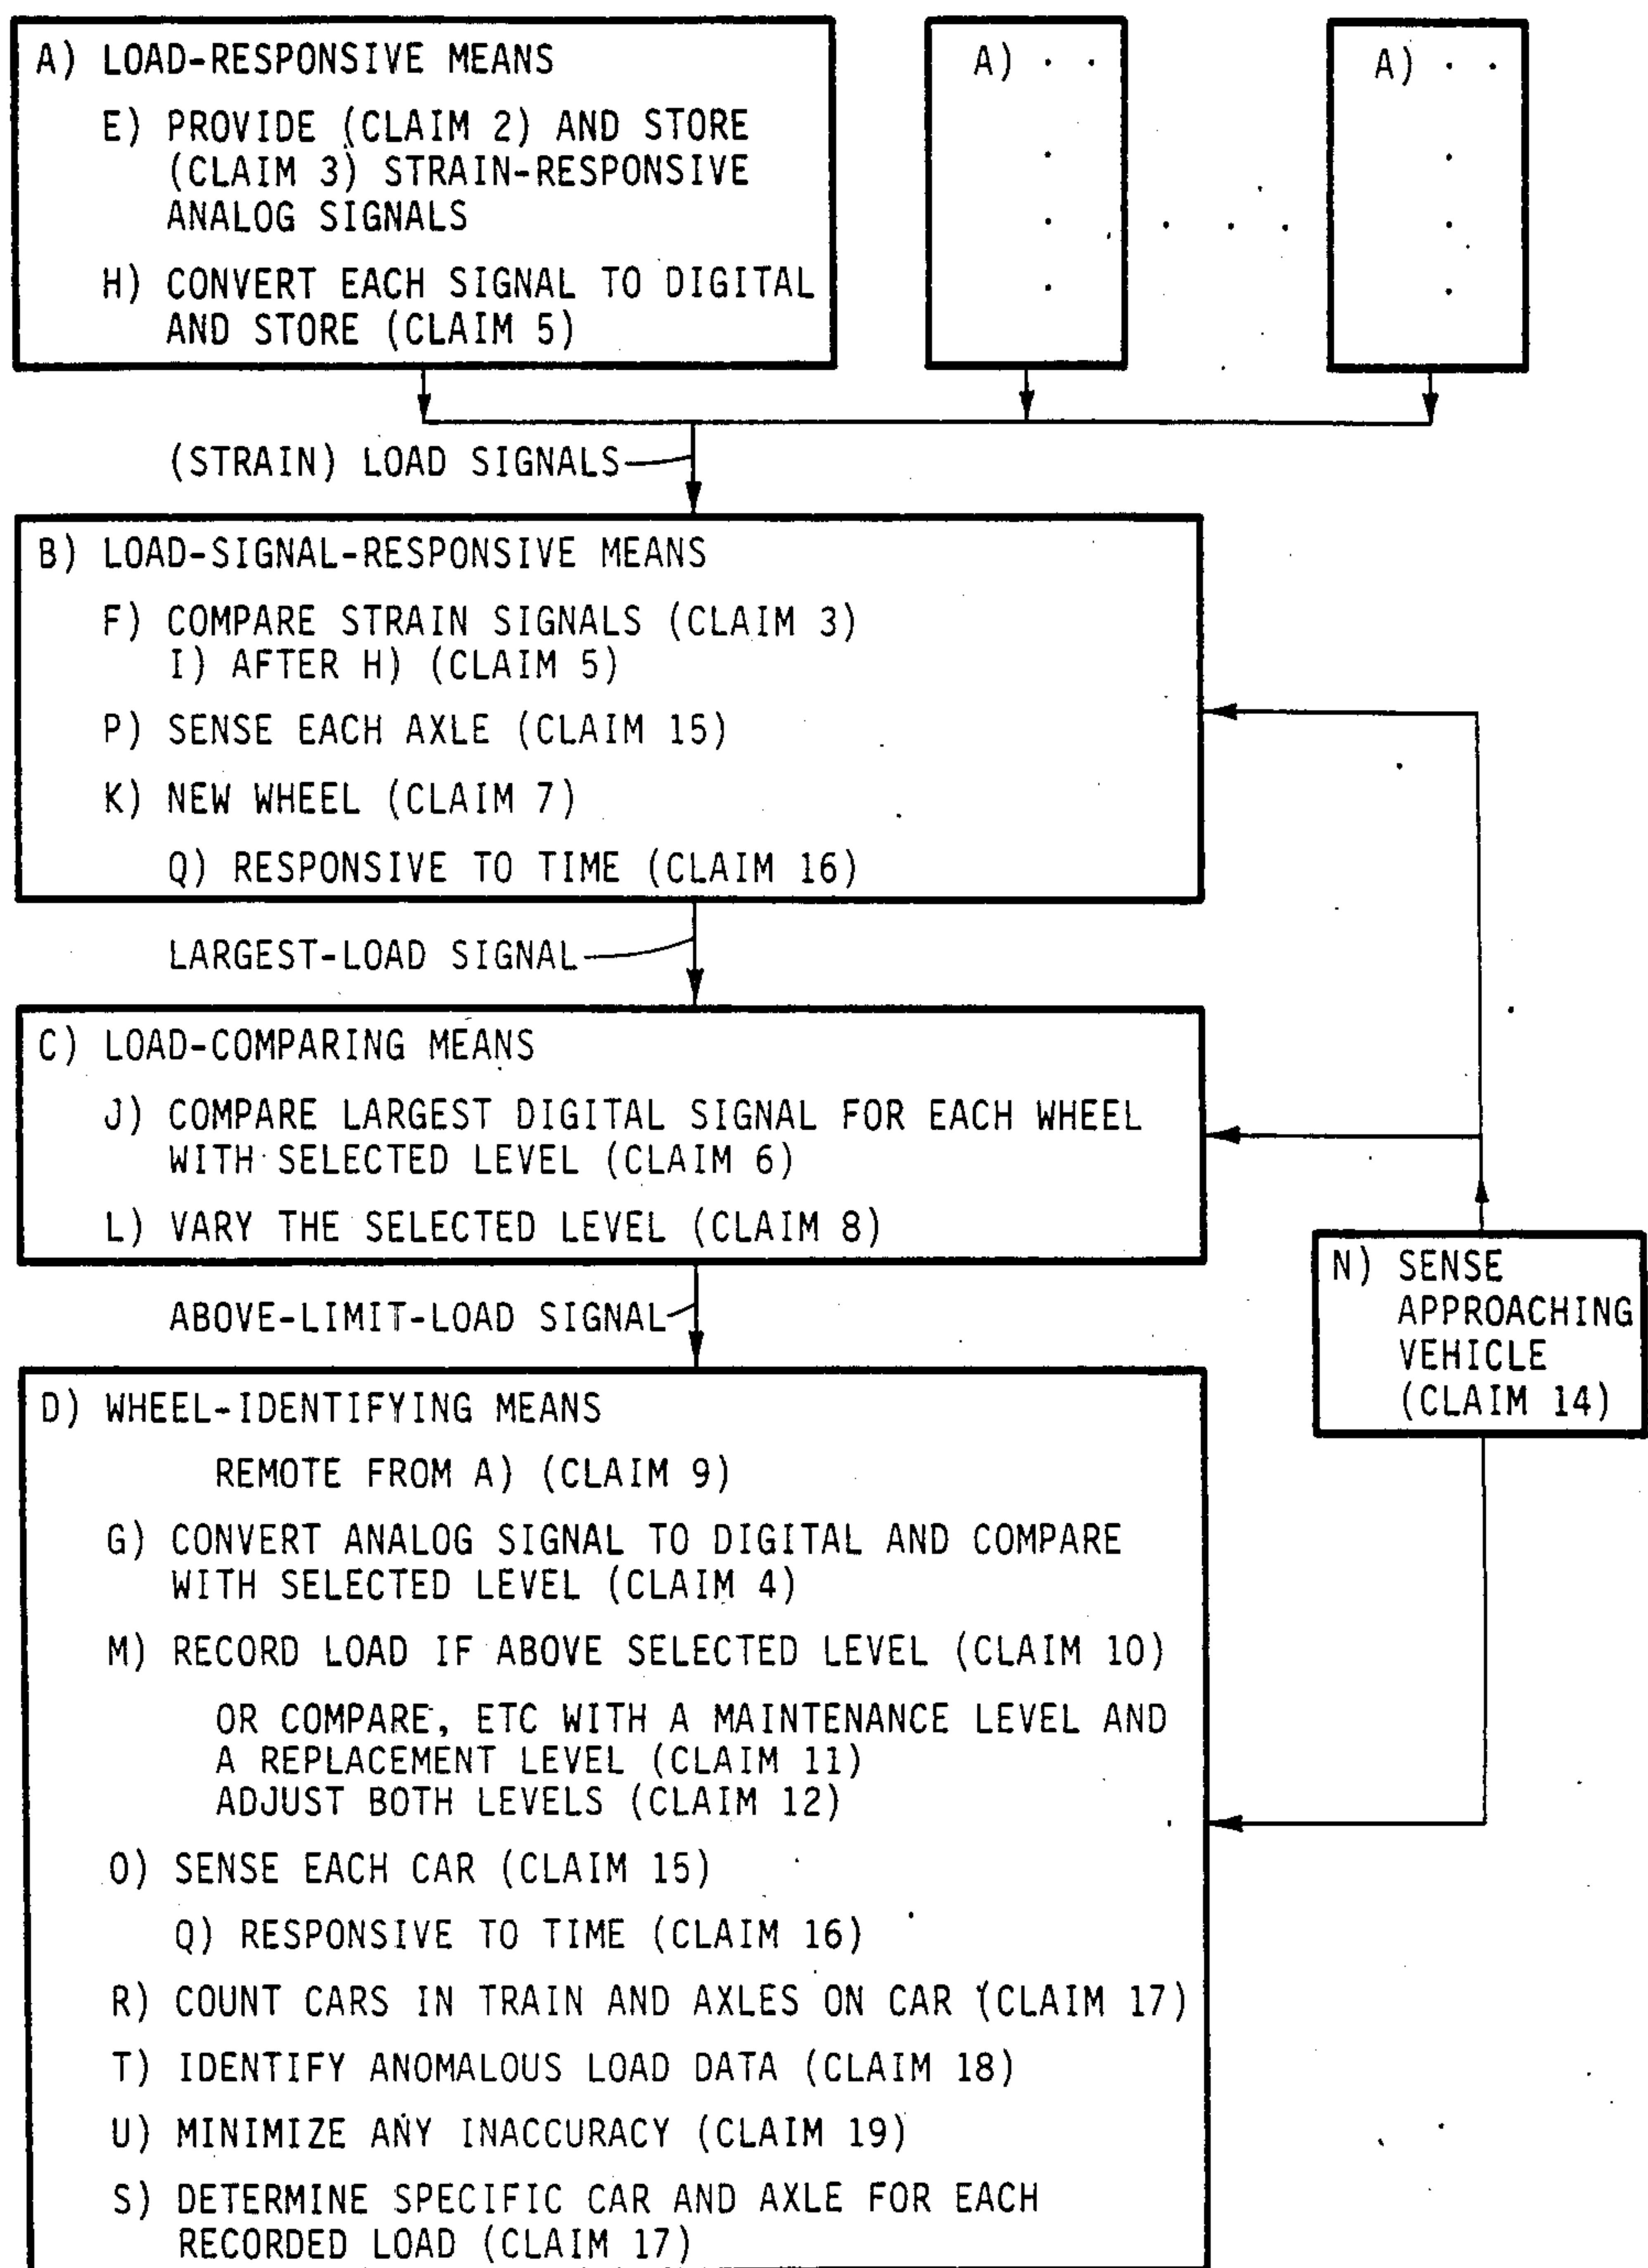 A) LOAD-RESPONSIVE MEANS
E) PROVIDE (CLAIM 2) AND STORE
(CLAIM 3) STRAIN-RESPONSIVE
ANALOG SIGNALS
H) CONVERT EACH SIGNAL TO DIGITAL
AND STORE (CLAIM 5)
A) . .
A) . .
(STRAIN) LOAD SIGNALS
B) LOAD-SIGNAL-RESPONSIVE MEANS
F) COMPARE STRAIN SIGNALS (CLAIM 3)
I) AFTER H) (CLAIM 5)
P) SENSE EACH AXLE (CLAIM 15)
K) NEW WHEEL (CLAIM 7)
Q) RESPONSIVE TO TIME (CLAIM 16)
LARGEST-LOAD SIGNAL
C) LOAD-COMPARING MEANS
J) COMPARE LARGEST DIGITAL SIGNAL FOR EACH WHEEL
WITH SELECTED LEVEL (CLAIM 6)
L) VARY THE SELECTED LEVEL (CLAIM 8)
N) SENSE
APPROACHING
VEHICLE
(CLAIM 14)
ABOVE-LIMIT-LOAD SIGNAL
D) WHEEL-IDENTIFYING MEANS
REMOTE FROM A) (CLAIM 9)
G) CONVERT ANALOG SIGNAL TO DIGITAL AND COMPARE
WITH SELECTED LEVEL (CLAIM 4)
M) RECORD LOAD IF ABOVE SELECTED LEVEL (CLAIM 10)
OR COMPARE, ETC WITH A MAINTENANCE LEVEL AND
A REPLACEMENT LEVEL (CLAIM 11)
ADJUST BOTH LEVELS (CLAIM 12)
O) SENSE EACH CAR (CLAIM 15)
Q) RESPONSIVE TO TIME (CLAIM 16)
R) COUNT CARS IN TRAIN AND AXLES ON CAR (CLAIM 17)
T) IDENTIFY ANOMALOUS LOAD DATA (CLAIM 18)
U) MINIMIZE ANY INACCURACY (CLAIM 19)
S) DETERMINE SPECIFIC CAR AND AXLE FOR EACH
RECORDED LOAD (CLAIM 17)